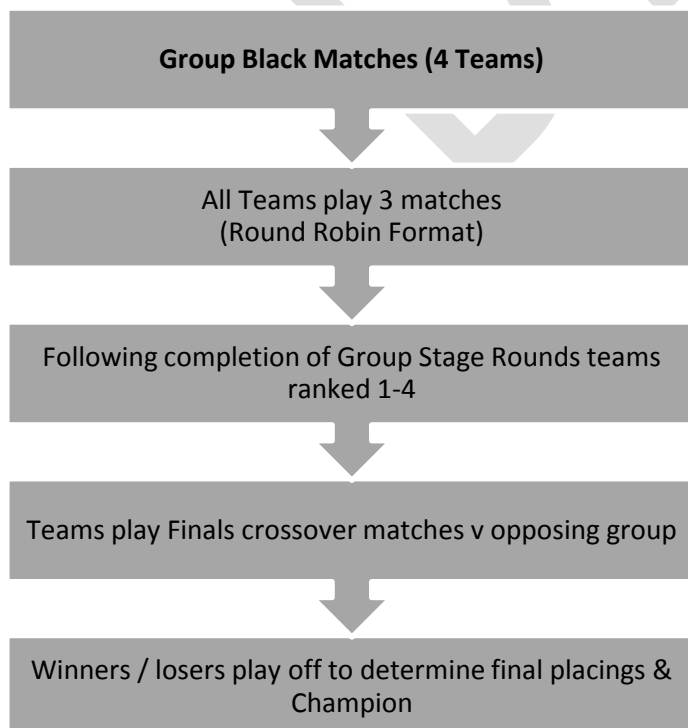 Group Black Matches (4 Teams)
All Teams play 3 matches
(Round Robin Format)
Following completion of Group Stage Rounds teams
ranked 1-4
Teams play Finals crossover matches v opposing group
Winners / losers play off to determine final placings &
Champion